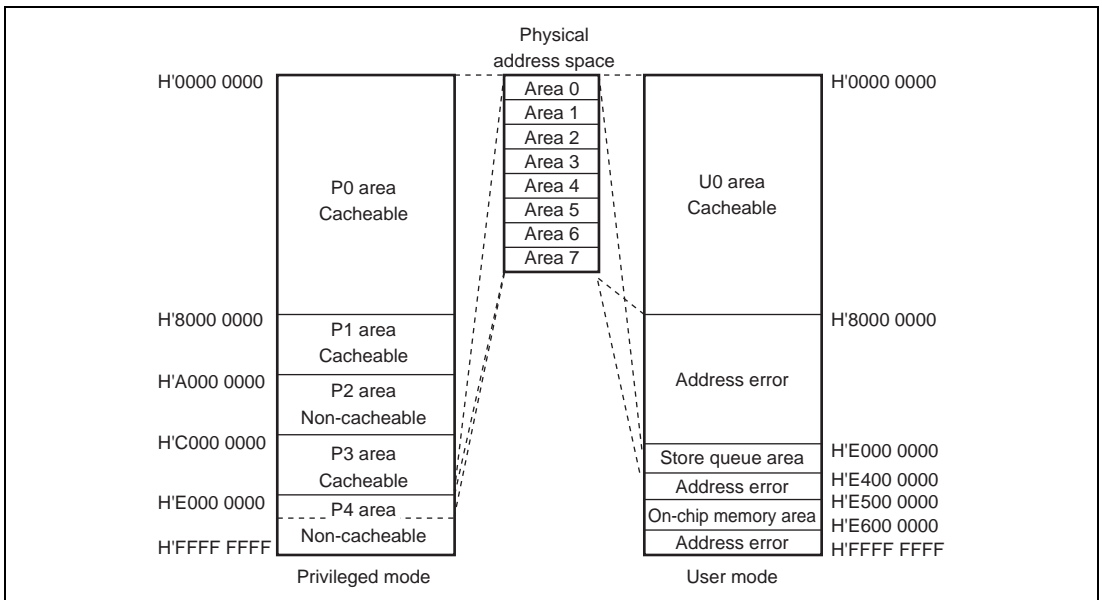 Physical
address space
H'0000 0000
P0 area
Cacheable
H'8000 0000
P1 area
Cacheable
H'A000 0000
P2 area
Non-cacheable
H'C000 0000
P3 area
Cacheable
H'E000 0000
P4 area
Non-cacheable
H'FFFF FFFF
Privileged mode
Area 0
Area 1
Area 2
Area 3
Area 4
Area 5
Area 6
Area 7
H'0000 0000
U0 area
Cacheable
H'8000 0000
Address error
H'E000 0000
Store queue area
H'E400 0000
Address error
H'E500 0000
On-chip memory area
H'E600 0000
Address error
H'FFFF FFFF
User mode